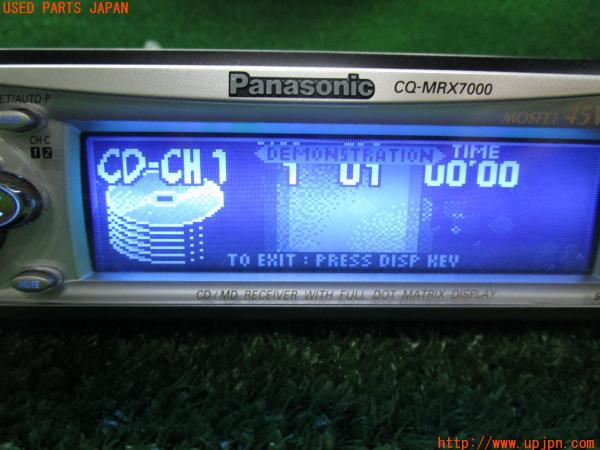 USED PARTS JAPAN
Panasonic
CQ-MRX7000
ET/AUTO·P
MOSFET 45
CH-C
1 2
DEMONSTRATION
TIME
CD-CH.1
1 01 00'00
TO EXIT : PRESS DISP KEY
MUTE
CD/MD RECEIVER WITH FULL DOT MATRIX DISPLAY
http://www.upjpn.com/